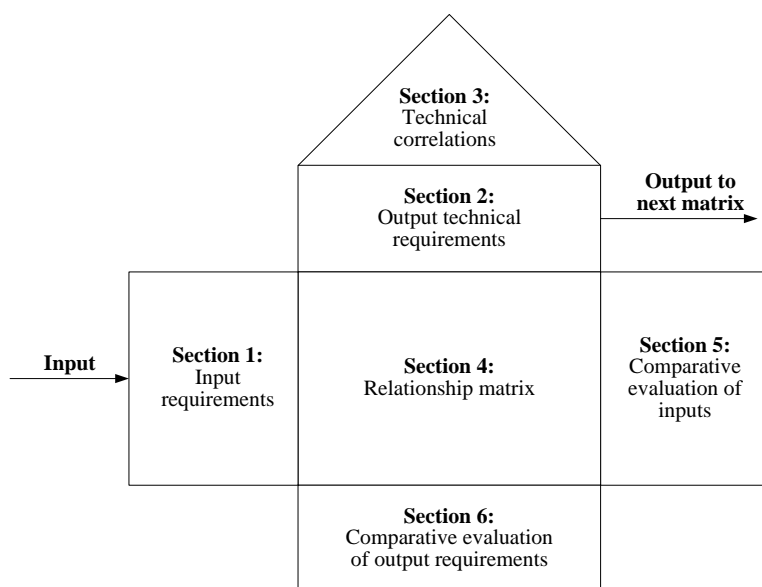 Section 3:
Technical
correlations
Section 2:
Output technical
requirements
Output to
next matrix
Input
Section 1:
Input
requirements
Section 4:
Relationship matrix
Section 5:
Comparative
evaluation of
inputs
Section 6:
Comparative evaluation
of output requirements